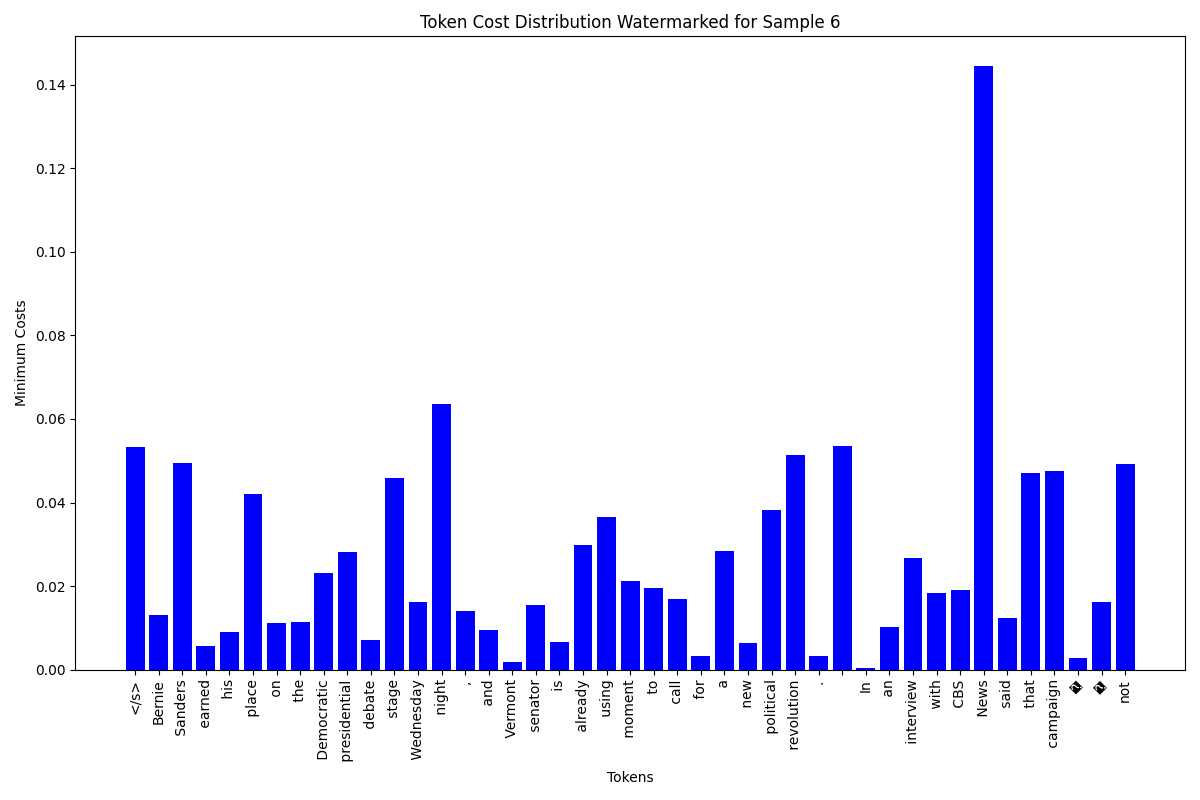 Token Cost Distribution Watermarked for Sample 6
Minimum Costs
0.14
0.12
0.10
0.08
0.06
0.04
0.02
0.00
</s>
Bernie
Sanders
earned
his
place
on
the
Democratic
presidential
debate
stage
Wednesday
night
,
and
Vermont
senator
is
already
using
moment
to
call
for
a
new
political
revolution
.
In
an
interview
with
CBS
News
said
that
campaign
�
�
not
Tokens